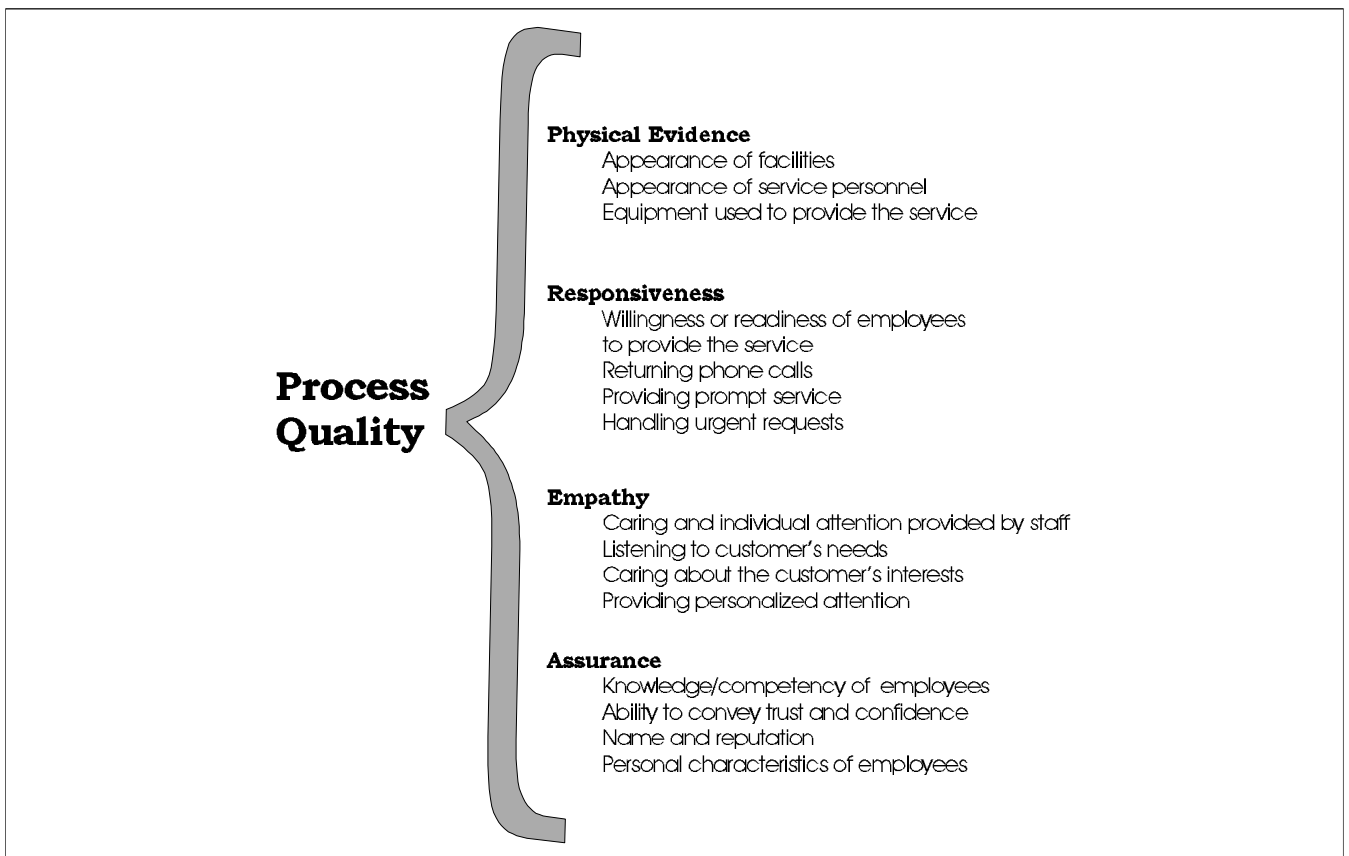 Process
Quality
Physical Evidence
Appearance of facilities
Appearance of service personnel
Equipment used to provide the service
Responsiveness
Willingness or readiness of employees
to provide the service
Returning phone calls
Providing prompt service
Handling urgent requests
Empathy
Caring and individual attention provided by staff
Listening to customer's needs
Caring about the customer's interests
Providing personalized attention
Assurance
Knowledge/competency of employees
Ability to convey trust and confidence
Name and reputation
Personal characteristics of employees